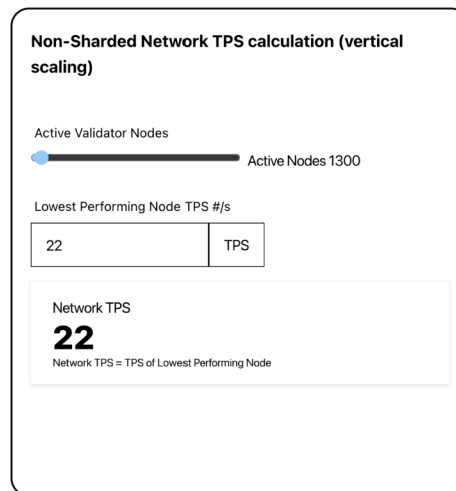 Non-Sharded Network TPS calculation (vertical
scaling)
Active Validator Nodes
Active Nodes 1300
Lowest Performing Node TPS #/s
22 TPS
Network TPS
22
Network TPS = TPS of Lowest Performing Node